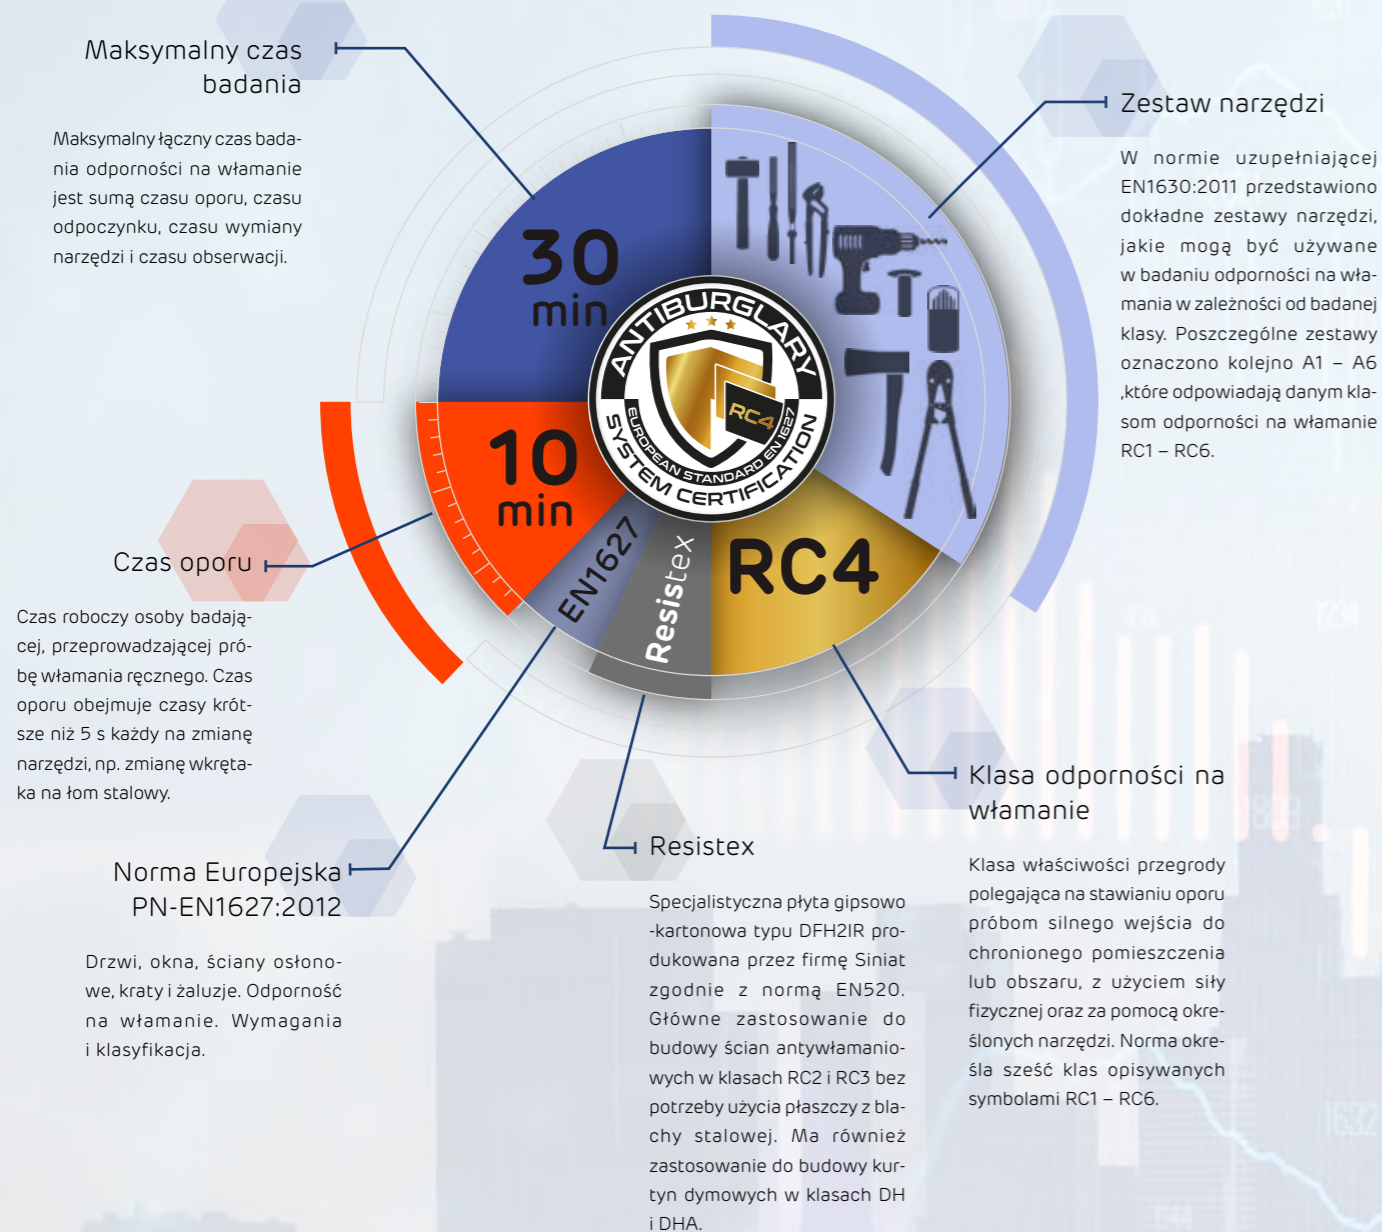 Maksymalny czas
badania
Maksymalny łączny czas bada-
nia odporności na włamanie
jest sumą czasu oporu, czasu
odpoczynku, czasu wymiany
narzędzi i czasu obserwacji.
Zestaw narzędzi
W normie uzupełniającej
EN1630:2011 przedstawiono
dokładne zestawy narzędzi,
jakie mogą być używane
w badaniu odporności na wła-
mania w zależności od badanej
klasy. Poszczególne zestawy
oznaczono kolejno A1 – A6
,które odpowiadają danym kla-
som odporności na włamanie
RC1 – RC6.
30
min
10
min
EN1627
Resistex
RC4
ANTIBURGLARY
SYSTEM CERTIFICATION
EUROPEAN STANDARD EN 1627
RC4
Czas oporu
Czas roboczy osoby badają-
cej, przeprowadzającej pró-
bę włamania ręcznego. Czas
oporu obejmuje czasy krót-
sze niż 5 s każdy na zmianę
narzędzi, np. zmianę wkręta-
ka na łom stalowy.
Norma Europejska
PN-EN1627:2012
Drzwi, okna, ściany osłono-
we, kraty i żaluzje. Odporność
na włamanie. Wymagania
i klasyfikacja.
Resistex
Specjalistyczna płyta gipsowo
-kartonowa typu DFH2IR pro-
dukowana przez firmę Siniat
zgodnie z normą EN520.
Główne zastosowanie do
budowy ścian antywłamanio-
wych w klasach RC2 i RC3 bez
potrzeby użycia płaszczy z bla-
chy stalowej. Ma również
zastosowanie do budowy kur-
tyn dymowych w klasach DH
i DHA.
Klasa odporności na
włamanie
Klasa właściwości przegrody
polegająca na stawianiu oporu
próbom silnego wejścia do
chronionego pomieszczenia
lub obszaru, z użyciem siły
fizycznej oraz za pomocą okre-
ślonych narzędzi. Norma okre-
śla sześć klas opisywanych
symbolami RC1 – RC6.